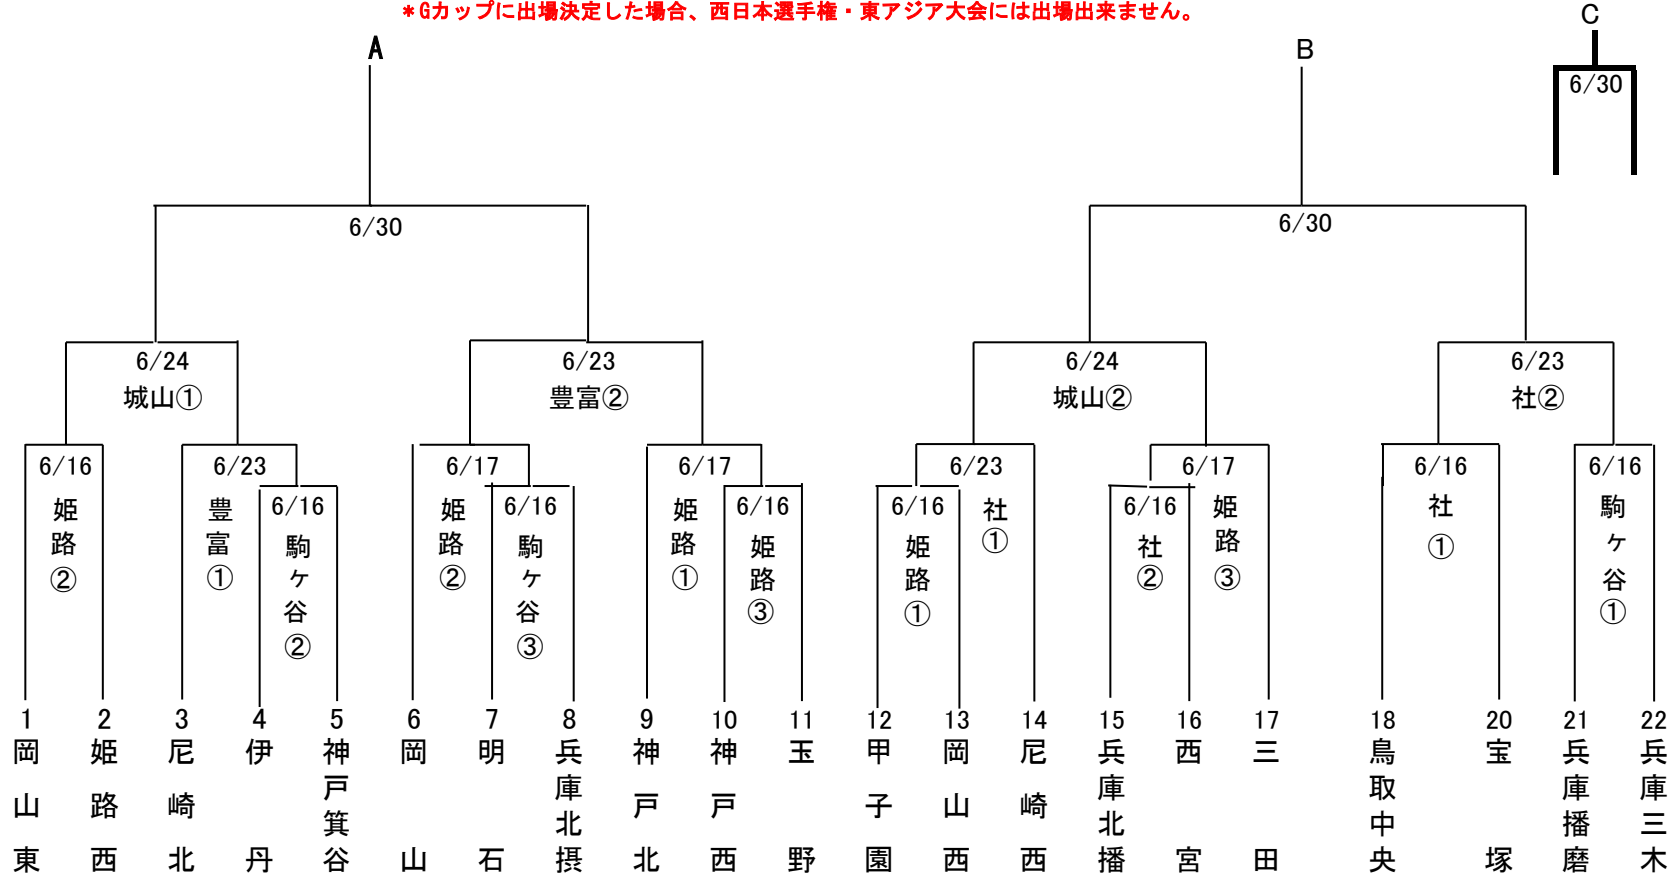 ＊Gカップに出場決定した場合、西日本選手権・東アジア大会には出場出来ません。
A
B
C
6/30
6/30
6/30
6/24
城山①
6/23
豊富②
6/24
城山②
6/23
社②
6/16
姫路②
6/23
豊富①
6/16
駒ヶ谷②
6/17
姫路②
6/16
駒ヶ谷③
6/17
姫路①
6/16
姫路③
6/16
姫路①
6/23
社①
6/16
社②
6/17
姫路③
6/16
社①
6/16
駒ヶ谷①
1 岡山東
2 姫路西
3 尼崎北
4 伊丹
5 神戸箕谷
6 岡山
7 明石
8 兵庫北摂
9 神戸北
10 神戸西
11 玉野
12 甲子園
13 岡山西
14 尼崎西
15 兵庫北播
16 西宮
17 三田
18 鳥取中央
20 宝塚
21 兵庫播磨
22 兵庫三木